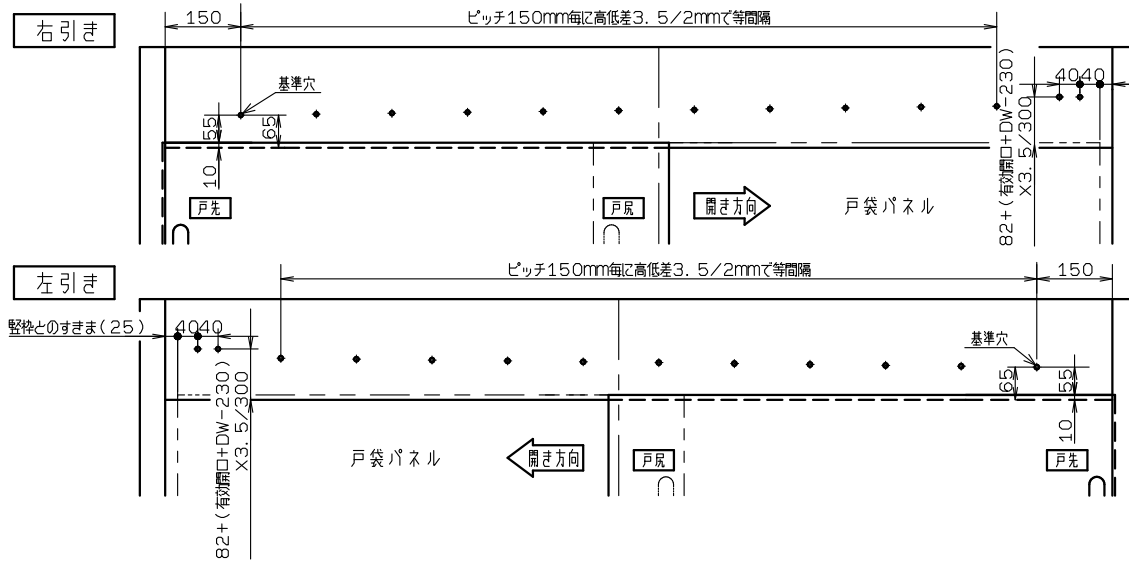 右引き
150
ピッチ150mm毎に高低差3.5/2mmで等間隔
基準穴
55
65
10
4040
82+(有効開口+DW-230)
X3.5/300
戸先
戸尻
開き方向
戸袋パネル
左引き
ピッチ150mm毎に高低差3.5/2mmで等間隔
150
竪枠とのすきま(25)
4040
基準穴
65
55
10
82+(有効開口+DW-230)
X3.5/300
戸袋パネル
開き方向
戸尻
戸先